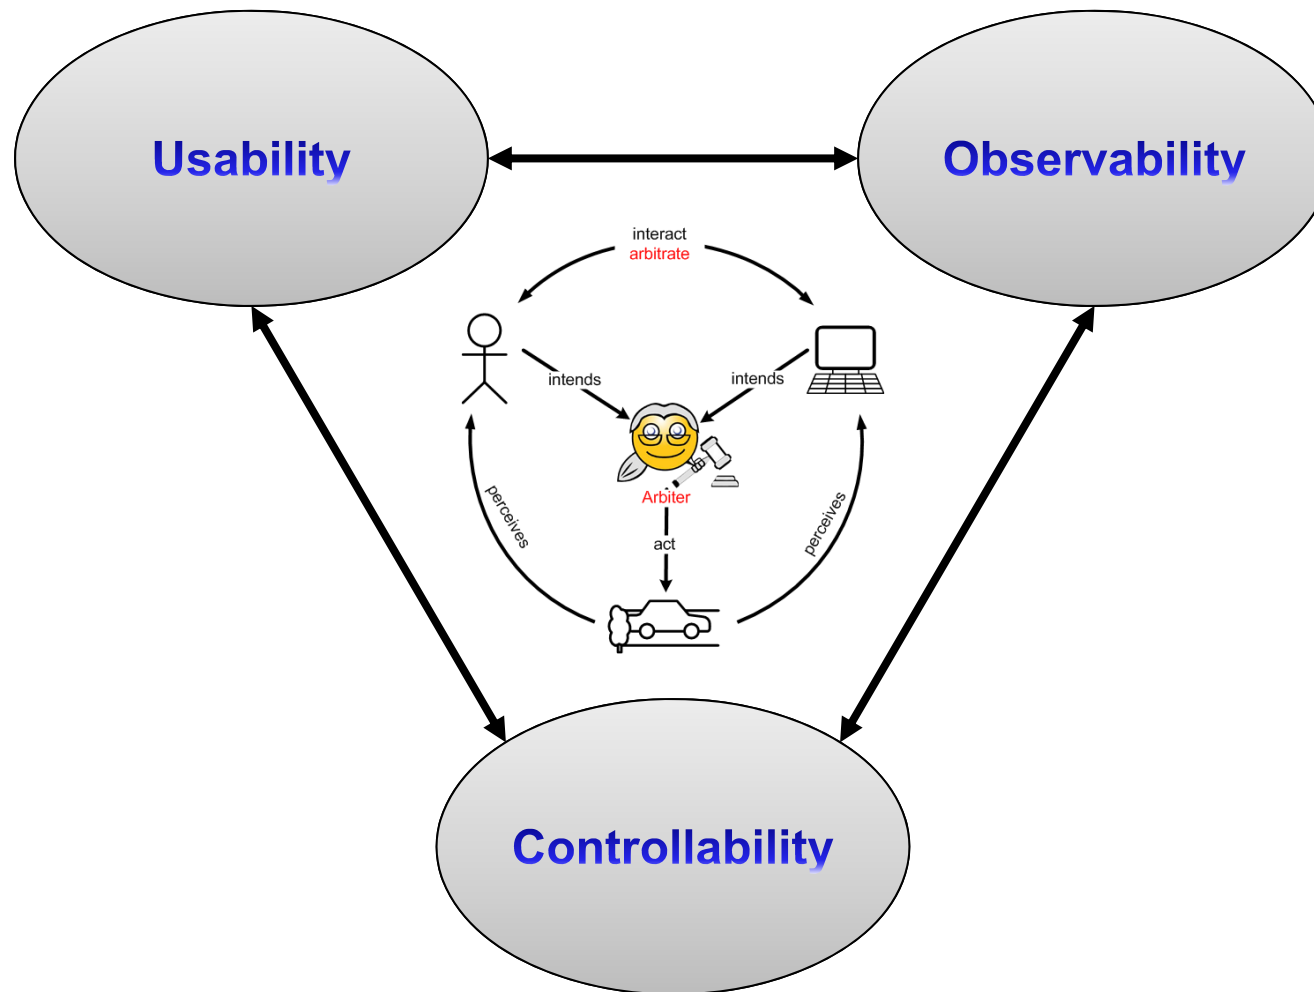 Usability
Observability
interact
arbitrate
intends
intends
Arbiter
perceives
perceives
act
Controllability